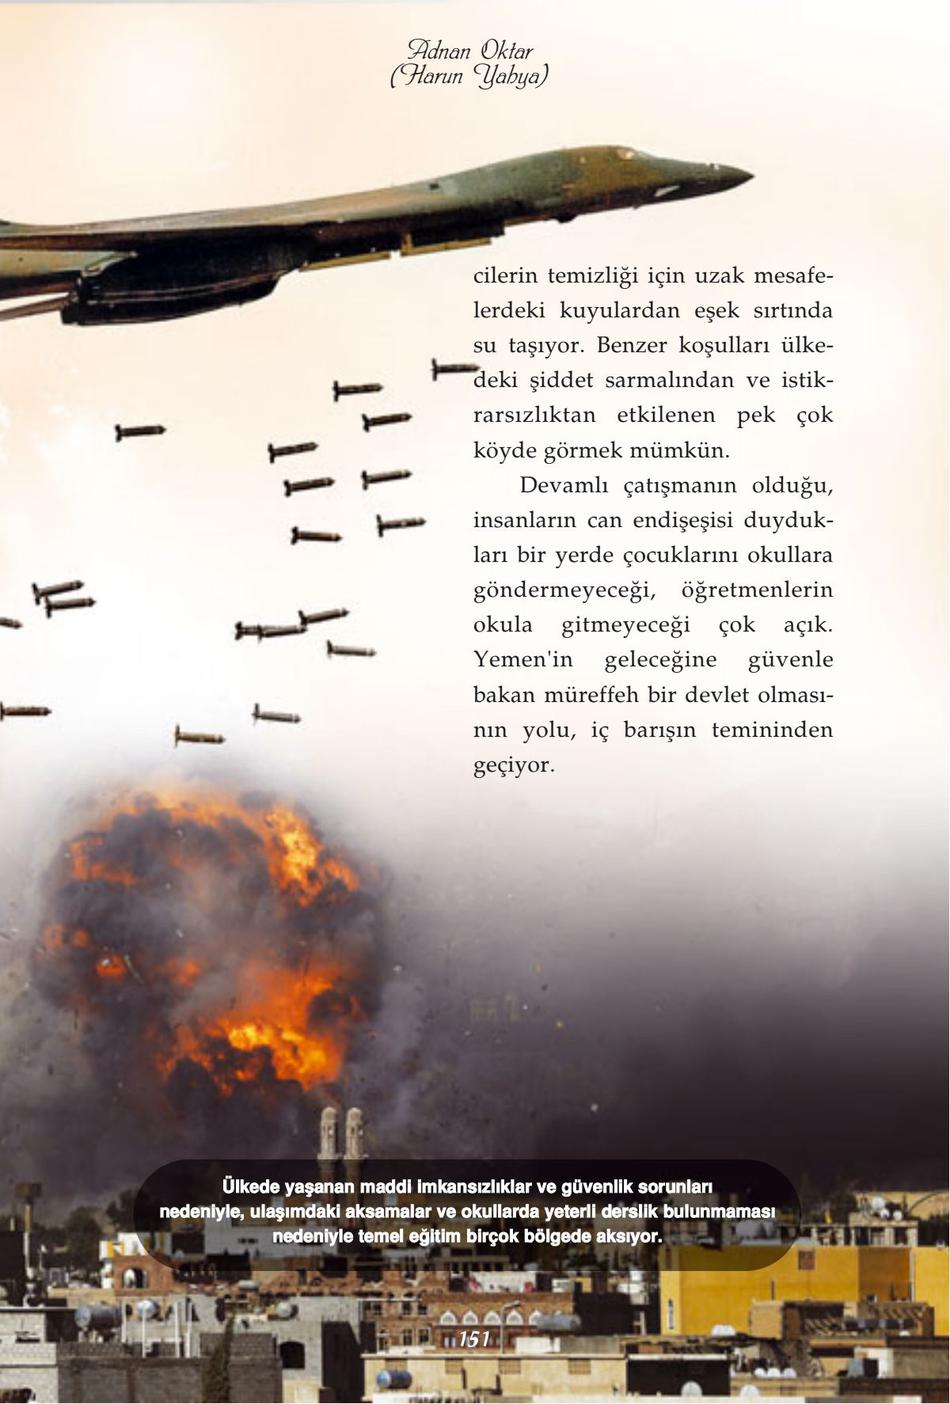 Adnan Oktar
(Harun Yahya)
cilerin temizliği için uzak mesafe-
lerdeki kuyulardan eşek sırtında
su taşıyor. Benzer koşulları ülke-
deki şiddet sarmalından ve istik-
rarsızlıktan etkilenen pek çok
köyde görmek mümkün.
Devamlı çatışmanın olduğu,
insanların can endişeşisi duyduk-
ları bir yerde çocuklarını okullara
göndermeyeceği, öğretmenlerin
okula gitmeyeceği çok açık.
Yemen'in geleceğine güvenle
bakan müreffeh bir devlet olması-
nın yolu, iç barışın temininden
geçiyor.
Ülkede yaşanan maddi imkansızlıklar ve güvenlik sorunları
nedeniyle, ulaşımdaki aksamalar ve okullarda yeterli derslik bulunmaması
nedeniyle temel eğitim birçok bölgede aksıyor.
151